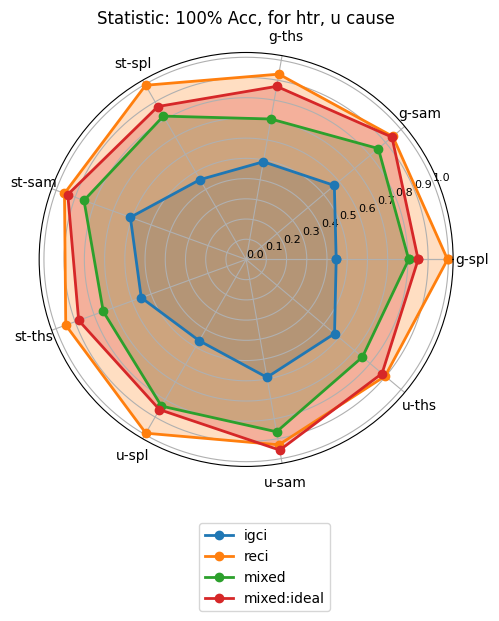 Statistic: 100% Acc, for htr, u cause
g-ths
st-spl
g-sam
st-sam
0.0 0.1 0.2 0.3 0.4 0.5 0.6 0.7 0.8 0.9 1.0
g-spl
st-ths
u-ths
u-spl
u-sam
igci
reci
mixed
mixed:ideal